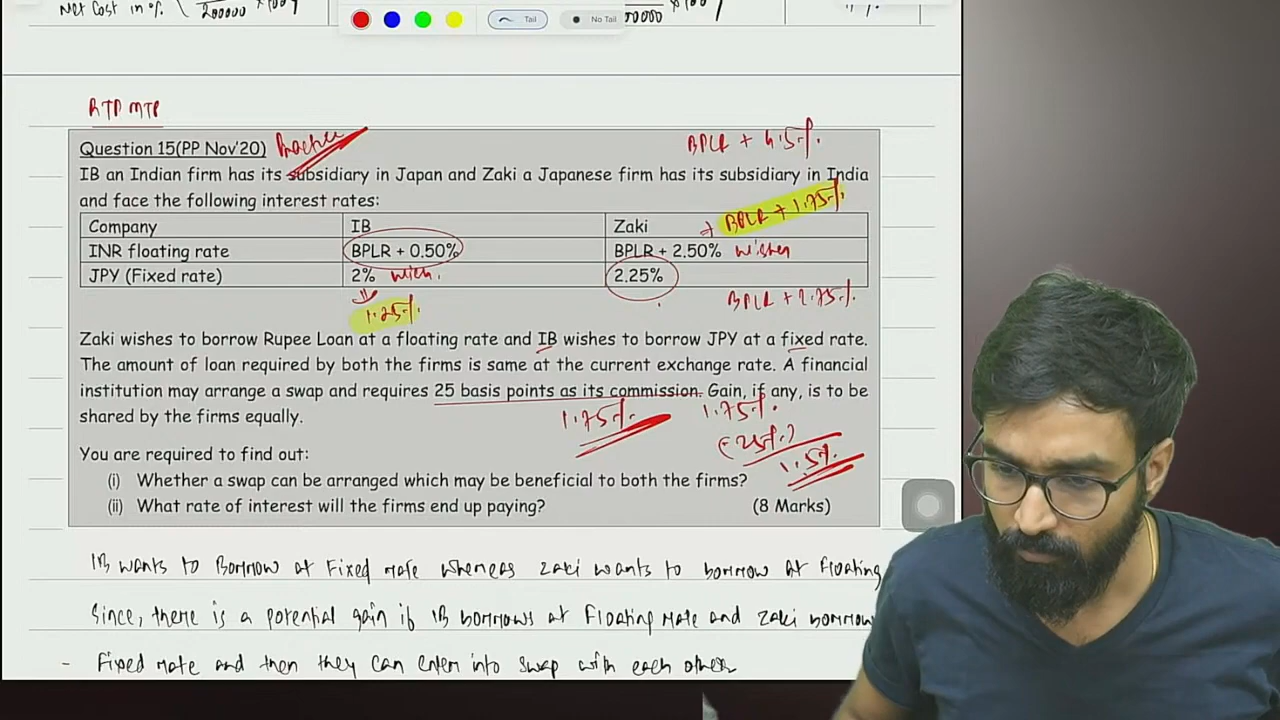 Net Cost in %
200000 x100
00000 x100
Tail
No Tail
RTP MTP
Question 15(PP Nov'20) Practice
BPLR + 4.5%
IB an Indian firm has its subsidiary in Japan and Zaki a Japanese firm has its subsidiary in India
and face the following interest rates:
BPLR + 1.75%
Company IB Zaki
INR floating rate BPLR + 0.50% BPLR + 2.50% wishes
JPY (Fixed rate) 2% wish. 2.25%
1.25%
BPLR + 2.75%
Zaki wishes to borrow Rupee Loan at a floating rate and IB wishes to borrow JPY at a fixed rate.
The amount of loan required by both the firms is same at the current exchange rate. A financial
institution may arrange a swap and requires 25 basis points as its commission. Gain, if any, is to be
shared by the firms equally.
1.75%
1.75%
(-25%)
1.5%
You are required to find out:
(i) Whether a swap can be arranged which may be beneficial to both the firms?
(ii) What rate of interest will the firms end up paying? (8 Marks)
IB wants to Borrow at Fixed Rate whereas Zaki wants to borrow at floating
Since, there is a potential gain if IB borrows at Floating Rate and Zaki borrow
- Fixed Rate and then they can enter into swap with each other